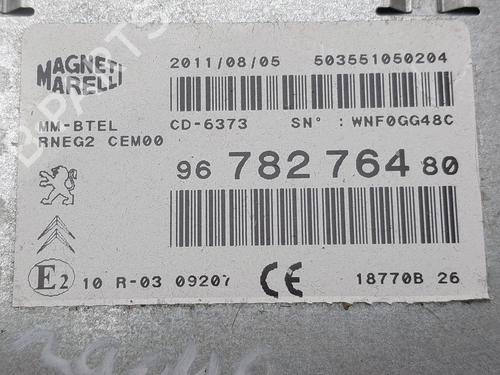 MAGNETI
MARELLI
2011/08/05 503551050204
MM-BTEL CD-6373 SN° : WNF0GG48C
RNEG2 CEM00
96 782 764 80
E2 10 R-03 09207 CE 18770B 26